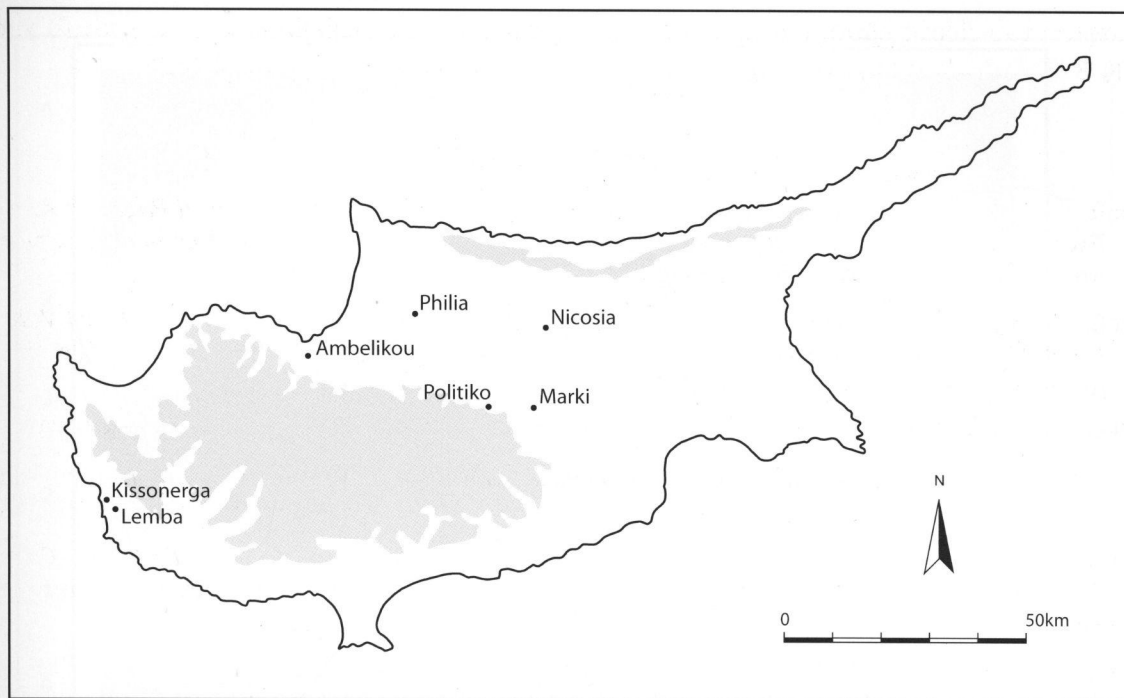 Philia
Nicosia
Ambelikou
Politiko
Marki
Kissonerga
Lemba
N
0 50km